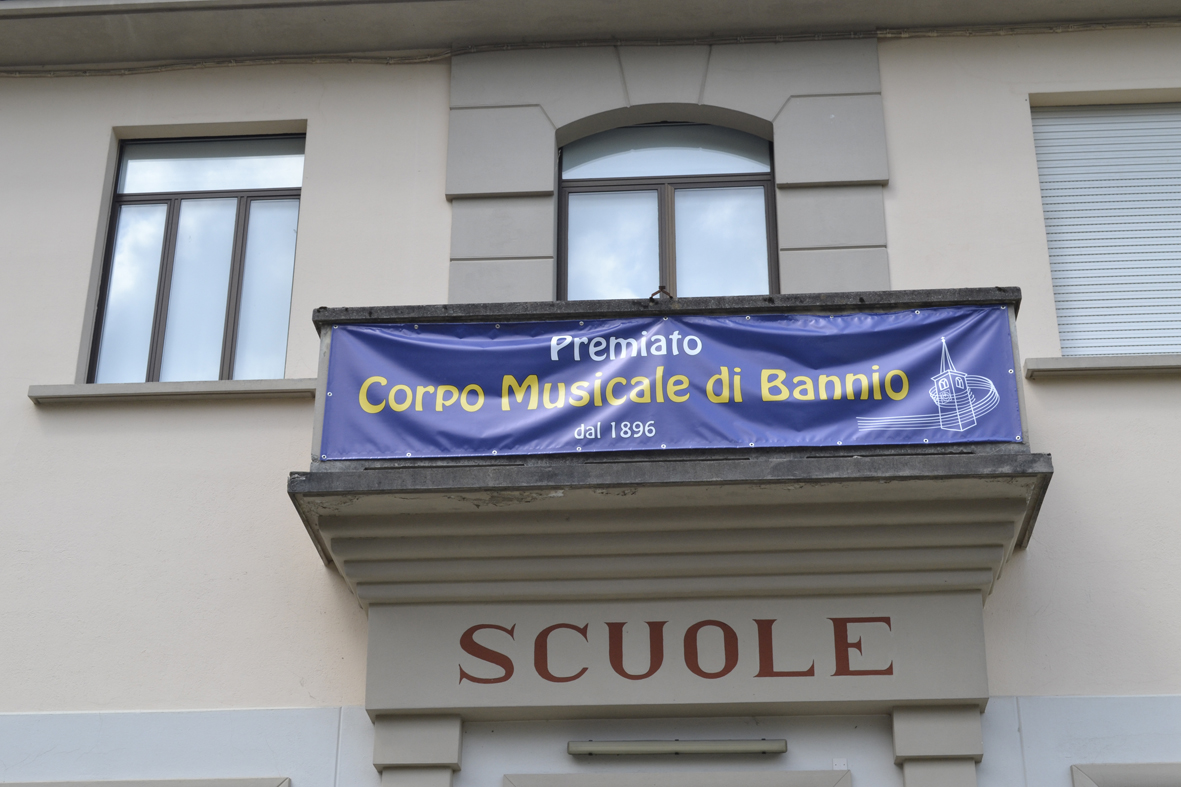 Premiato
Corpo Musicale di Bannio
dal 1896
SCUOLE